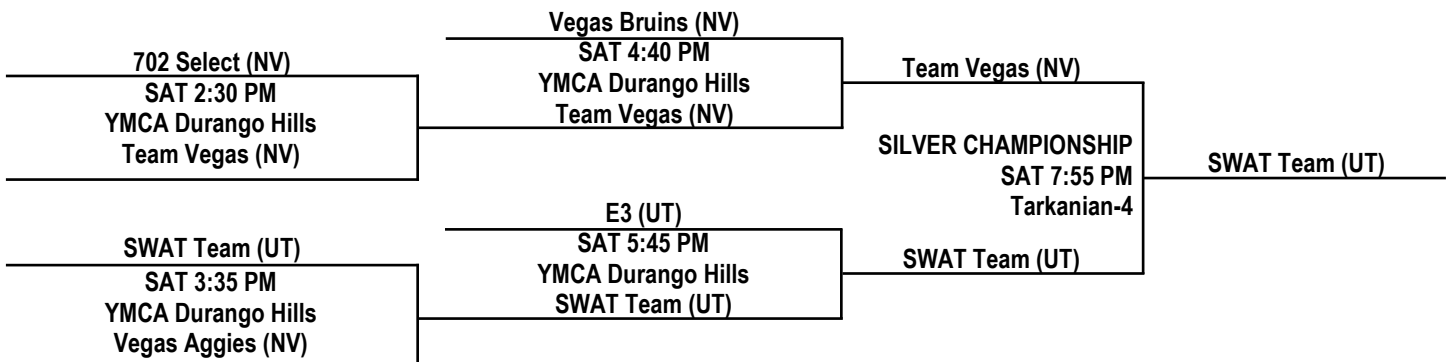 702 Select (NV)
SAT 2:30 PM
YMCA Durango Hills
Team Vegas (NV)
SWAT Team (UT)
SAT 3:35 PM
YMCA Durango Hills
Vegas Aggies (NV)
Vegas Bruins (NV)
SAT 4:40 PM
YMCA Durango Hills
Team Vegas (NV)
E3 (UT)
SAT 5:45 PM
YMCA Durango Hills
SWAT Team (UT)
Team Vegas (NV)
SILVER CHAMPIONSHIP
SAT 7:55 PM
Tarkanian-4
SWAT Team (UT)
SWAT Team (UT)